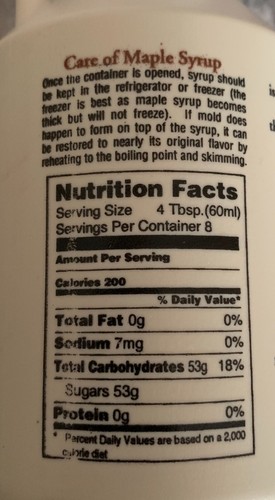 Care of Maple Syrup
Once the container is opened, syrup should
be kept in the refrigerator or freezer (the
freezer is best as maple syrup becomes
thick but will not freeze). If mold does
happen to form on top of the syrup, it can
be restored to nearly its original flavor by
reheating to the boiling point and skimming.
Nutrition Facts
Serving Size 4 Tbsp.(60ml)
Servings Per Container 8
Amount Per Serving
Calories 200
% Daily Value*
Total Fat 0g 0%
Sodium 7mg 0%
Total Carbohydrates 53g 18%
Sugars 53g
Protein 0g 0%
* Percent Daily Values are based on a 2,000
calorie diet